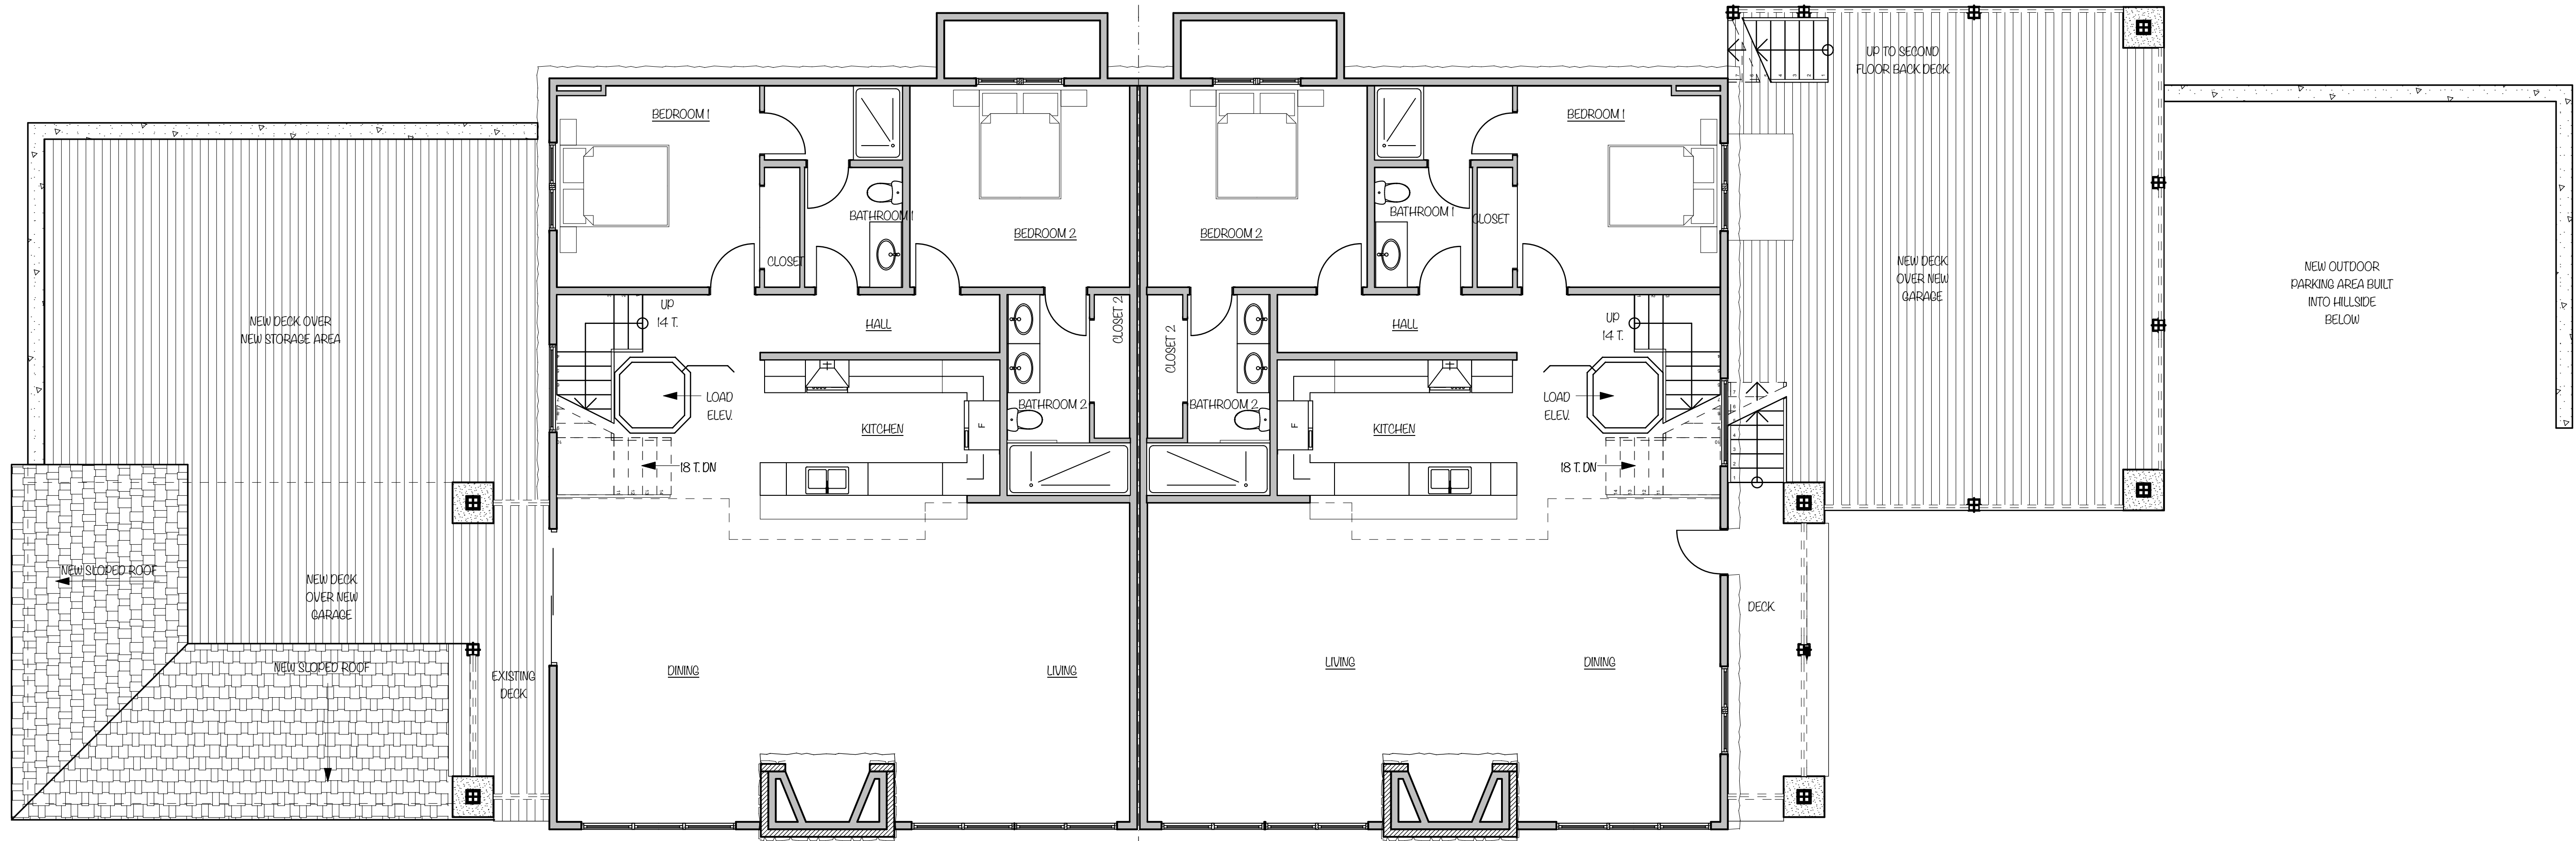 UP TO SECOND
FLOOR BACK DECK
BEDROOM 1
BEDROOM 1
BATHROOM 1
BATHROOM 1
CLOSET
BEDROOM 2
BEDROOM 2
CLOSET
NEW DECK
OVER NEW
GARAGE
NEW OUTDOOR
PARKING AREA BUILT
INTO HILLSIDE
BELOW
UP
14 T.
HALL
CLOSET 2
CLOSET 2
HALL
UP
14 T.
NEW DECK OVER
NEW STORAGE AREA
LOAD
ELEV.
BATHROOM 2
BATHROOM 2
LOAD
ELEV.
KITCHEN
F
F
KITCHEN
18 T. DN
18 T. DN
NEW SLOPED ROOF
NEW DECK
OVER NEW
GARAGE
DECK
NEW SLOPED ROOF
EXISTING
DECK
DINING
LIVING
LIVING
DINING